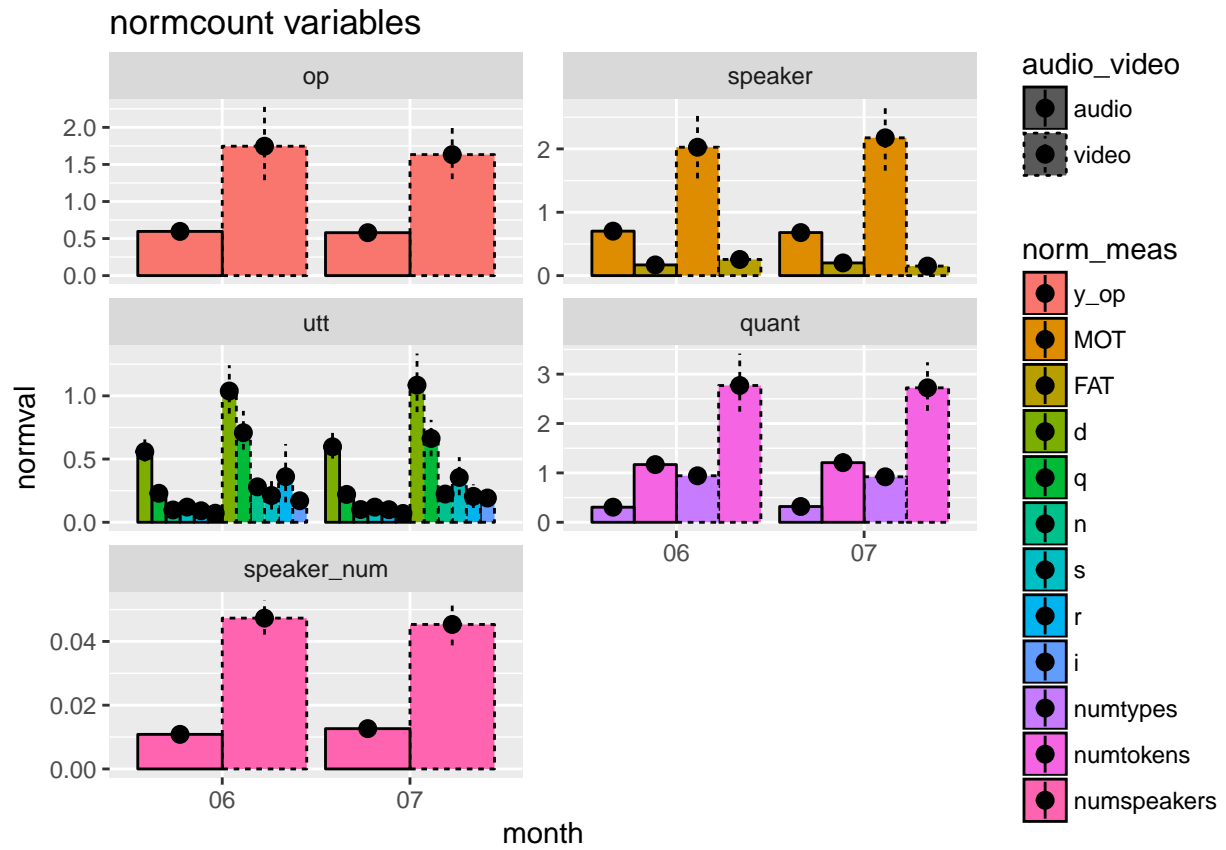 normcount variables
op
2.0
1.5
1.0
0.5
0.0
speaker
2
1
0
utt
1.0
0.5
0.0
quant
3
2
1
0
06
07
speaker_num
0.04
0.02
0.00
06
07
normval
month
audio_video
audio
video
norm_meas
y_op
MOT
FAT
d
q
n
s
r
i
numtypes
numtokens
numspeakers